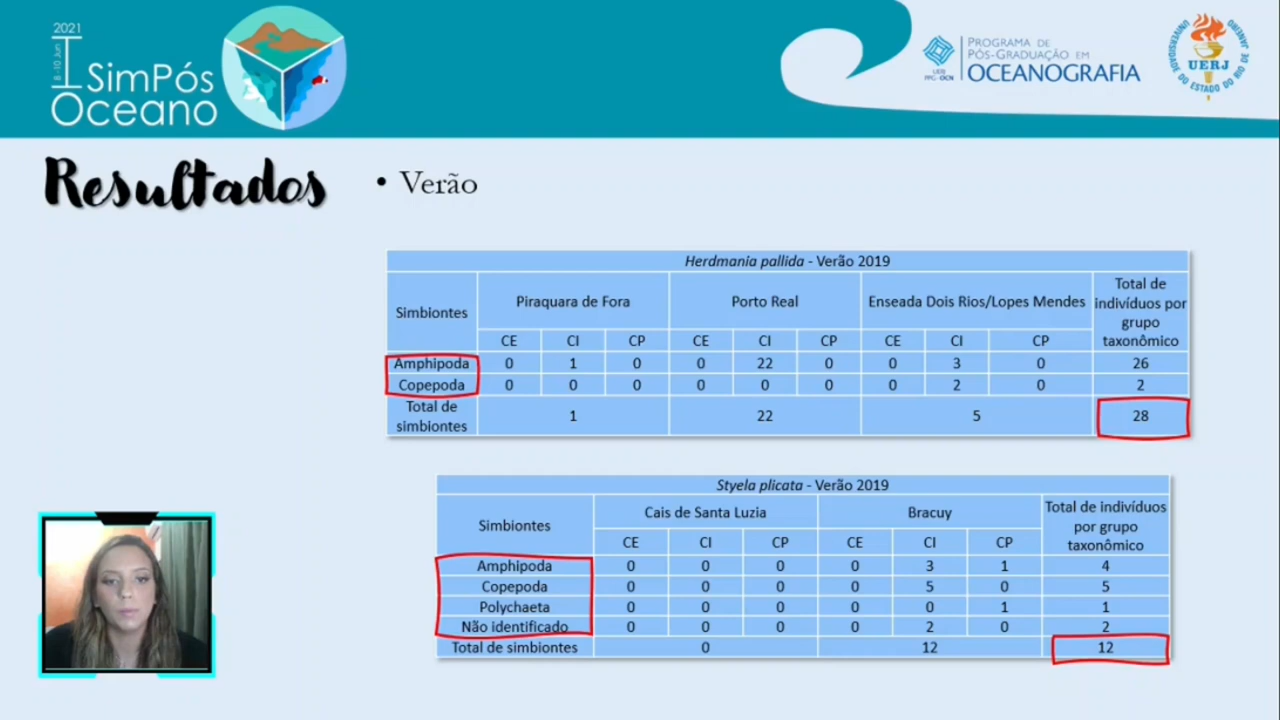 2021
8 - 10 Jun
I SimPós
Oceano
PROGRAMA DE
PÓS-GRADUAÇÃO EM
OCEANOGRAFIA
UERJ
PPG-OCN
UNIVERSIDADE DO ESTADO DO RIO DE JANEIRO
UERJ
Resultados
• Verão
Herdmania pallida - Verão 2019
Simbiontes Piraquara de Fora Porto Real Enseada Dois Rios/Lopes Mendes Total de indivíduos por grupo taxonômico
CE CI CP CE CI CP CE CI CP
Amphipoda 0 1 0 0 22 0 0 3 0 26
Copepoda 0 0 0 0 0 0 0 2 0 2
Total de simbiontes 1 22 5 28
Styela plicata - Verão 2019
Simbiontes Cais de Santa Luzia Bracuy Total de indivíduos por grupo taxonômico
CE CI CP CE CI CP
Amphipoda 0 0 0 0 3 1 4
Copepoda 0 0 0 0 5 0 5
Polychaeta 0 0 0 0 0 1 1
Não identificado 0 0 0 0 2 0 2
Total de simbiontes 0 12 12